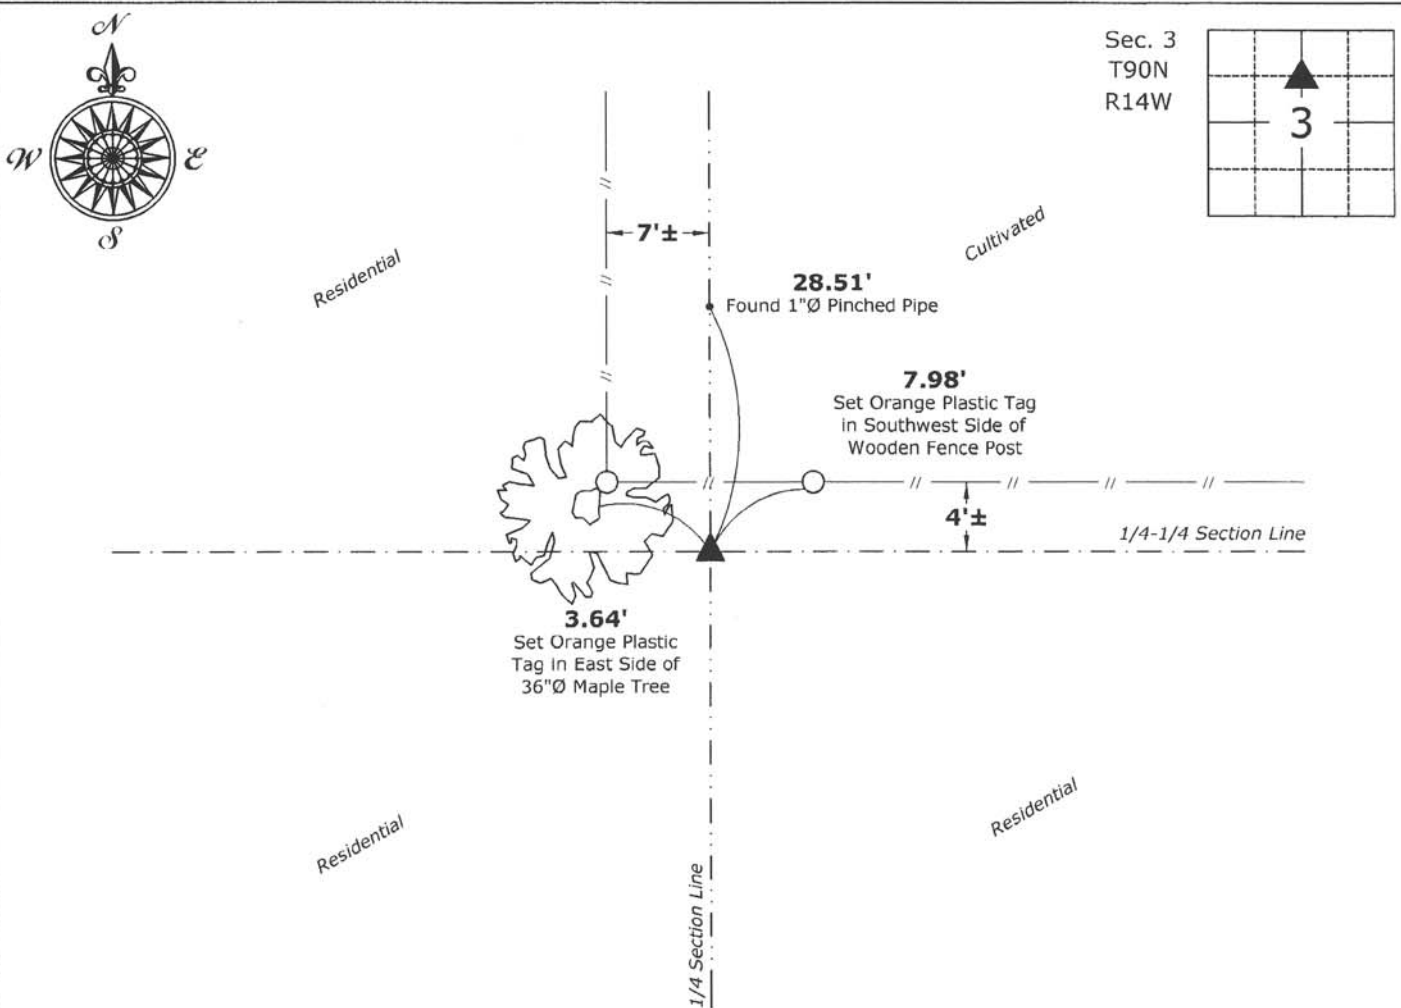 N
W
E
S
Sec. 3
T90N
R14W
3
7'±
Residential
Cultivated
28.51'
Found 1"Ø Pinched Pipe
7.98'
Set Orange Plastic Tag
in Southwest Side of
Wooden Fence Post
4'±
1/4-1/4 Section Line
3.64'
Set Orange Plastic
Tag in East Side of
36"Ø Maple Tree
Residential
Residential
1/4 Section Line